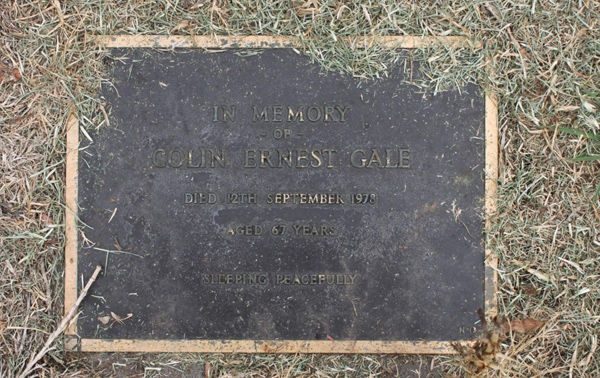 IN MEMORY
- OF -
COLIN ERNEST GALE
DIED 12TH SEPTEMBER 1978
AGED 67 YEARS
SLEEPING PEACEFULLY